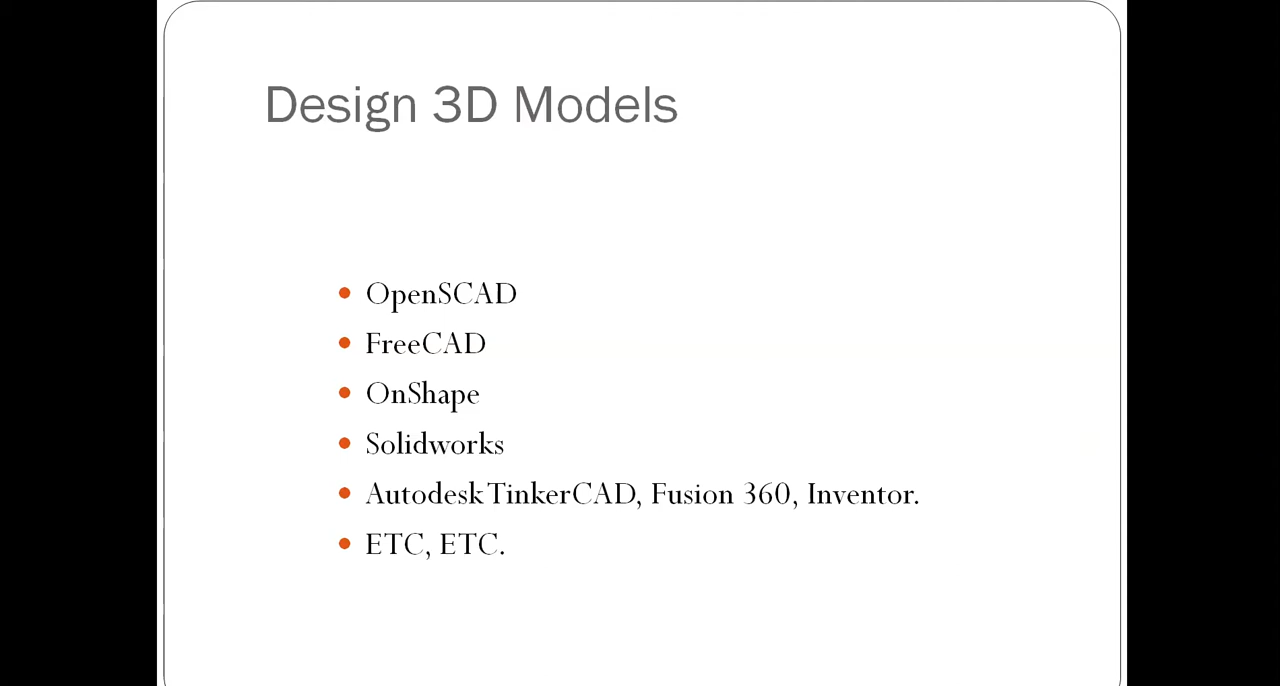 Design 3D Models
OpenSCAD
FreeCAD
OnShape
Solidworks
Autodesk TinkerCAD, Fusion 360, Inventor.
ETC, ETC.